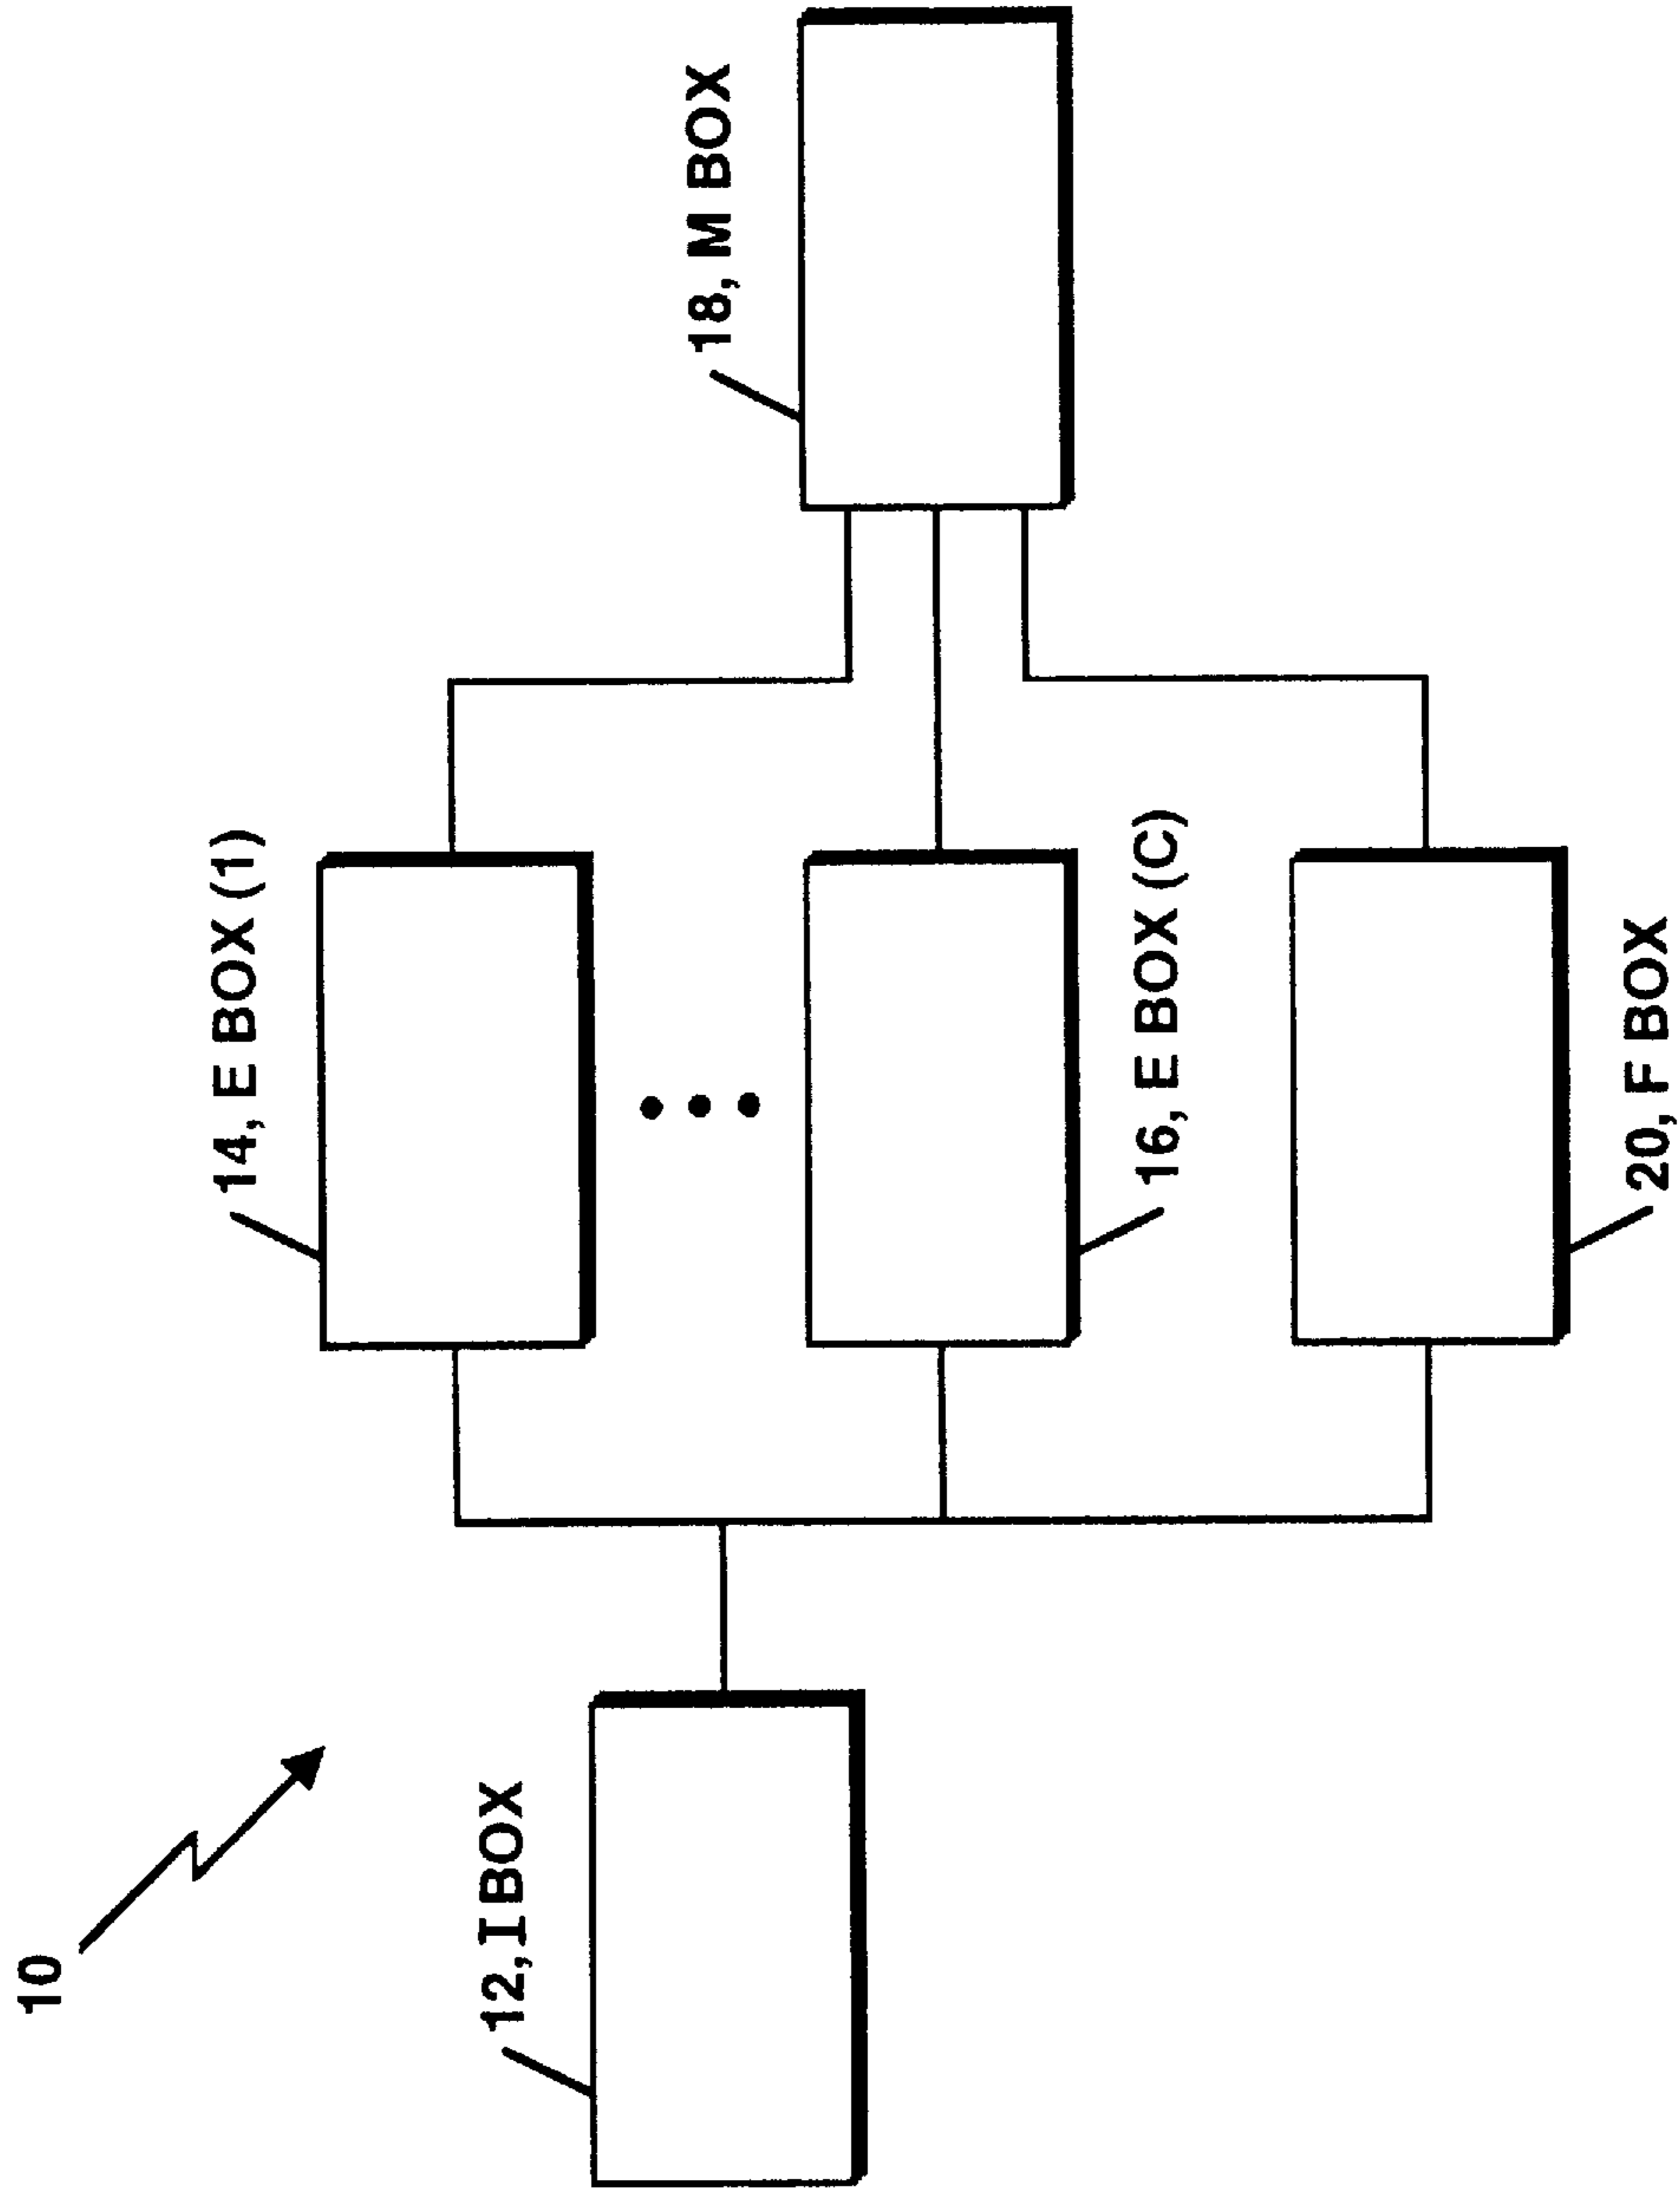 10
12, I BOX
14, E BOX (1)
16, E BOX (C)
20, F BOX
18, M BOX